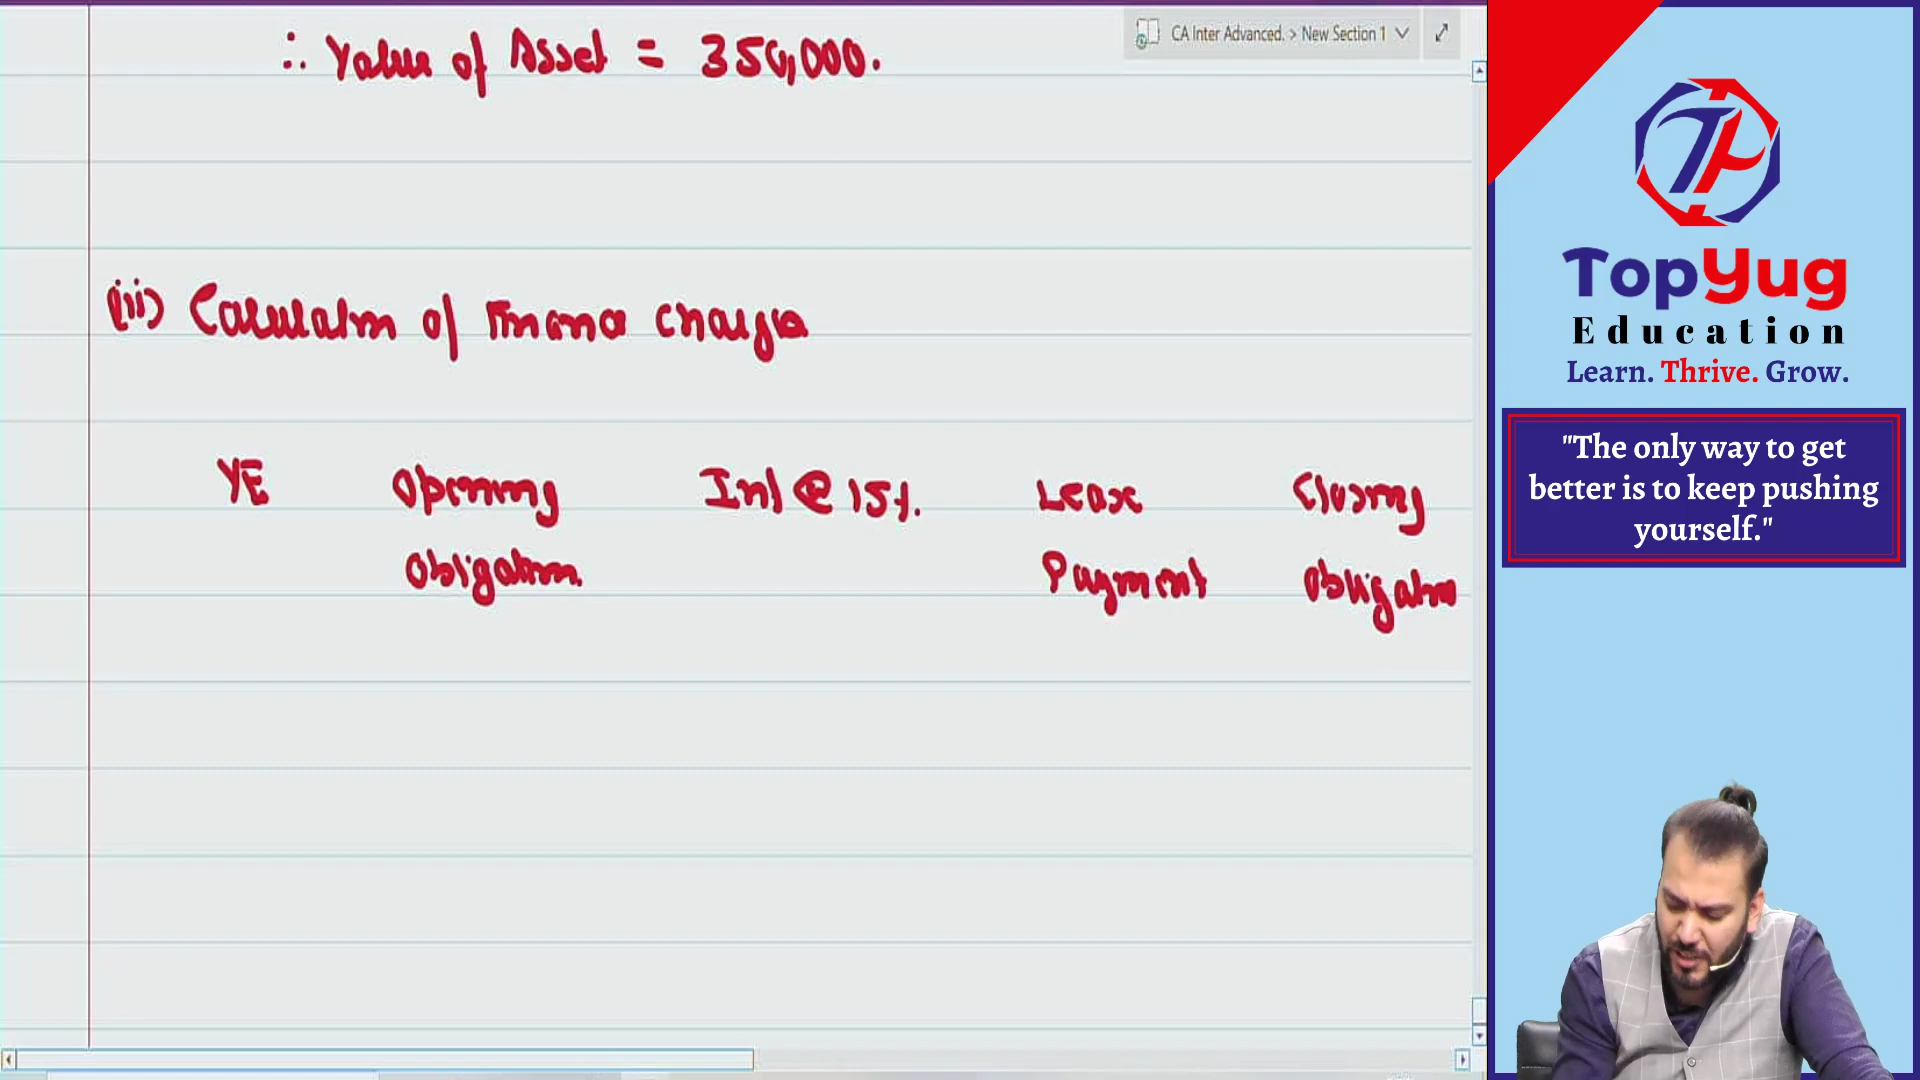 ∴ Value of Asset = 350,000.
CA Inter Advanced. > New Section 1
(iii) Calculation of Finance Charges
YE Opening Int @ 15%. Lease Closing
Obligation. Payment Obligation
TopYug
Education
Learn. Thrive. Grow.
"The only way to get
better is to keep pushing
yourself."